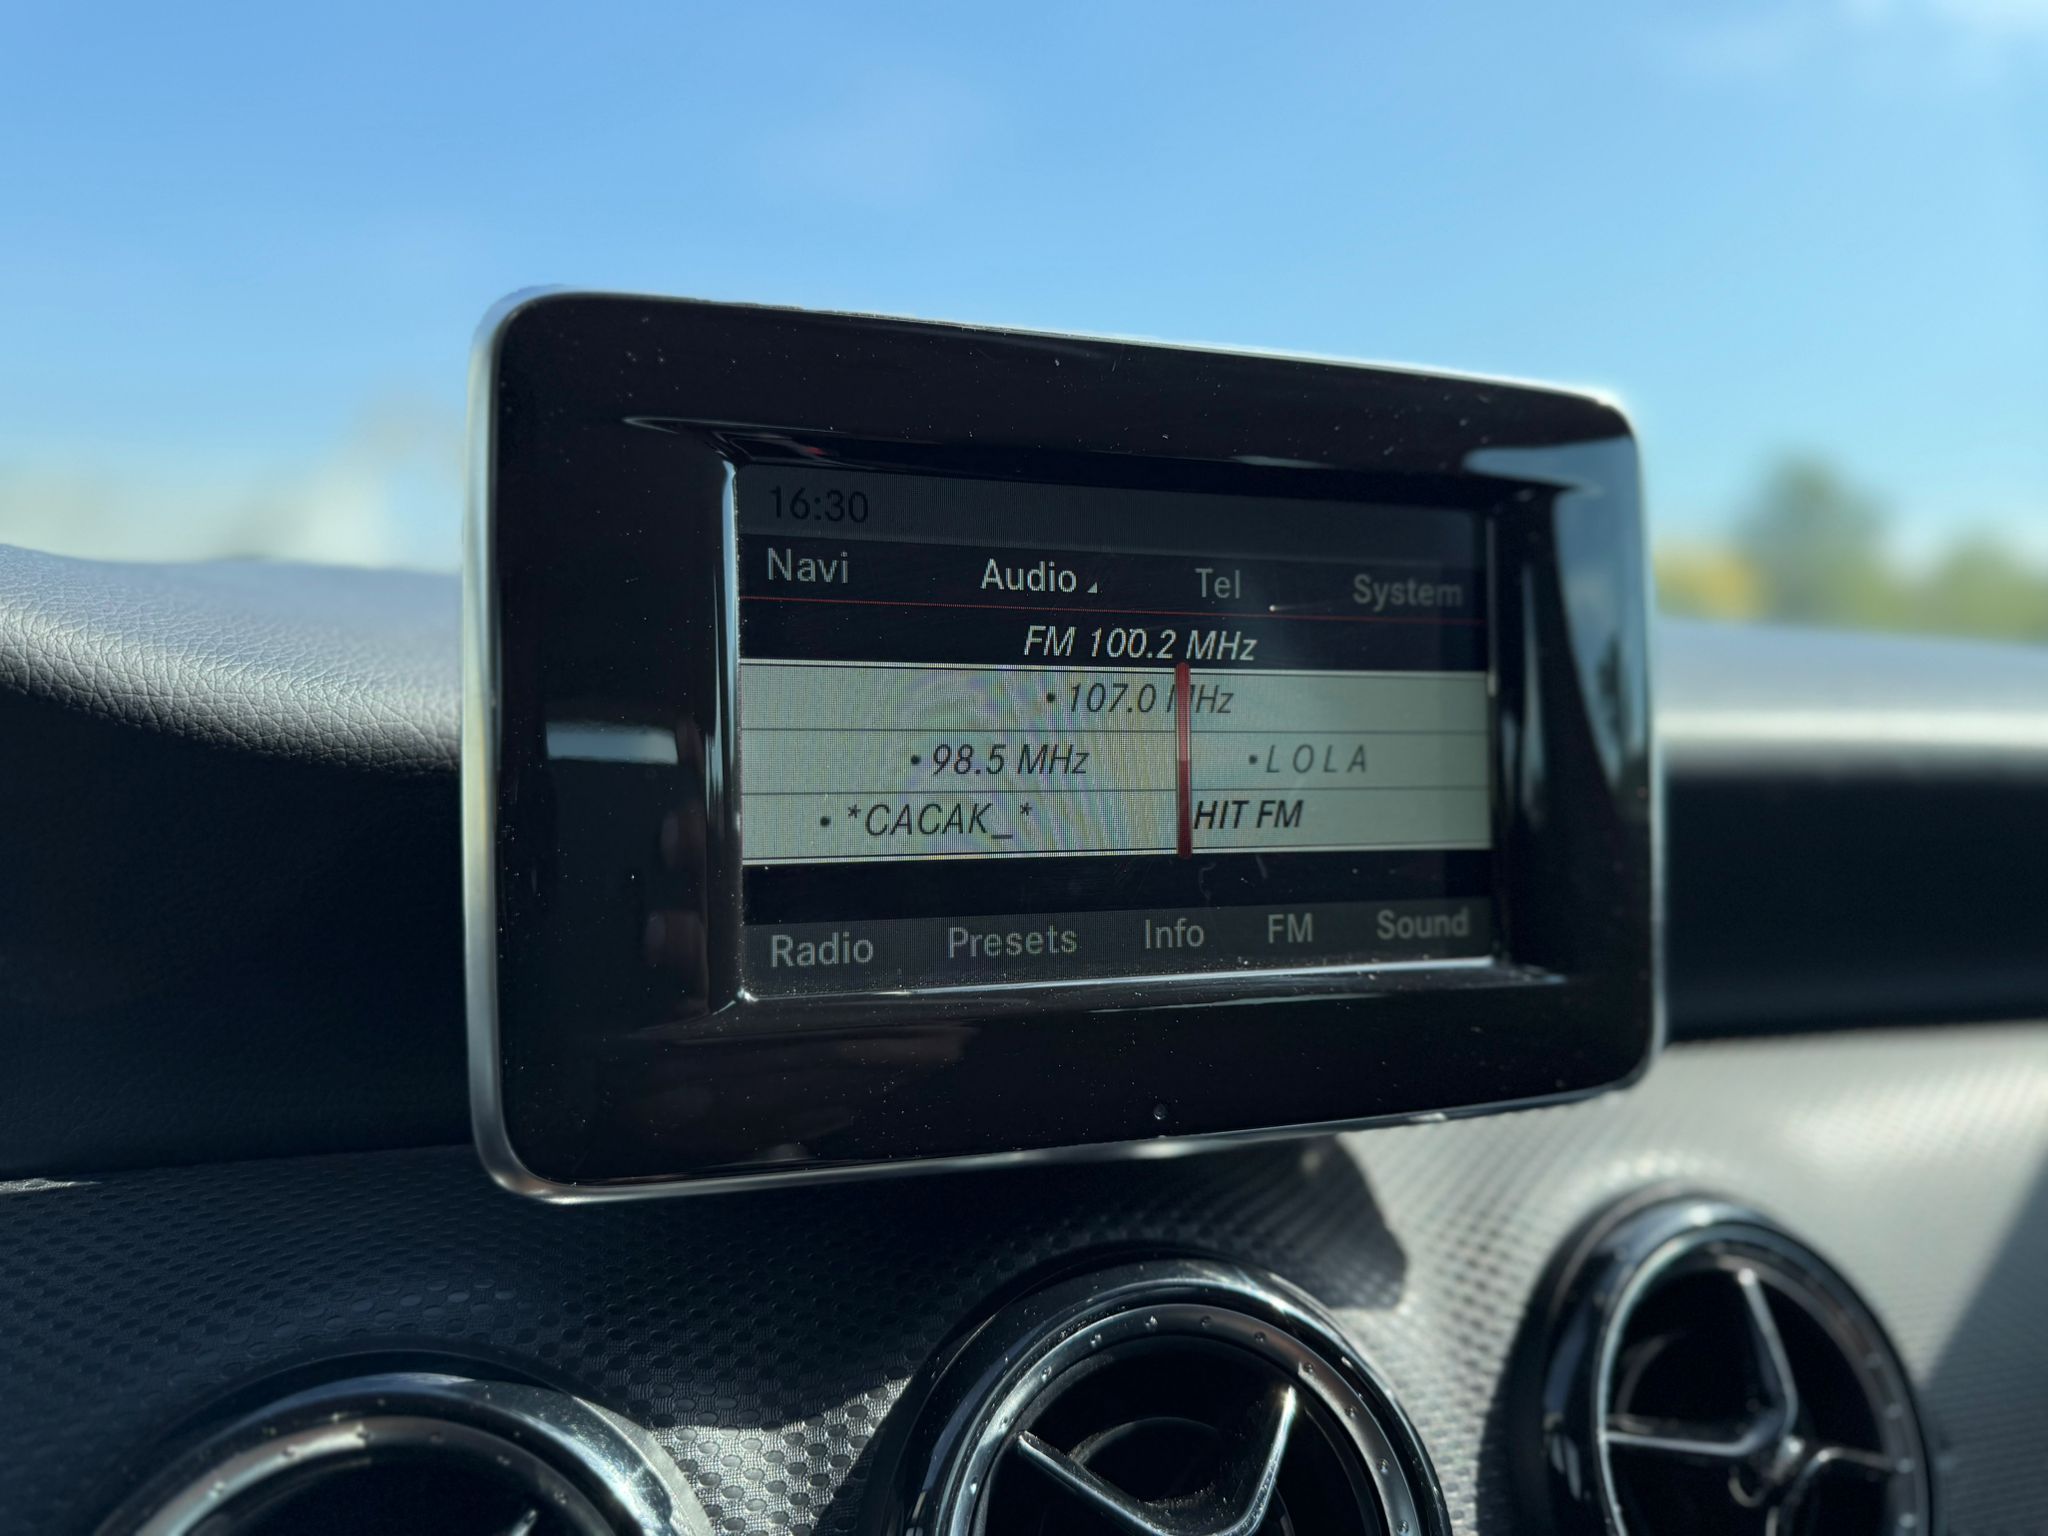 16:30
Navi Audio Tel System
FM 100.2 MHz
•107.0 MHz
•98.5 MHz •L O L A
•*CACAK_* HIT FM
Radio Presets Info FM Sound